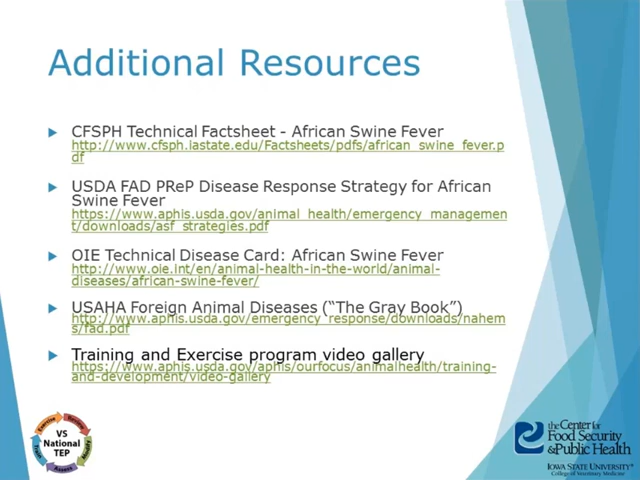 Additional Resources
CFSPH Technical Factsheet - African Swine Fever
http://www.cfsph.iastate.edu/Factsheets/pdfs/african_swine_fever.p
df
USDA FAD PReP Disease Response Strategy for African
Swine Fever
https://www.aphis.usda.gov/animal_health/emergency_managemen
t/downloads/asf_strategies.pdf
OIE Technical Disease Card: African Swine Fever
http://www.oie.int/en/animal-health-in-the-world/animal-
diseases/african-swine-fever/
USAHA Foreign Animal Diseases (“The Gray Book”)
http://www.aphis.usda.gov/emergency_response/downloads/nahem
s/fad.pdf
Training and Exercise program video gallery
https://www.aphis.usda.gov/aphis/ourfocus/animalhealth/training-
and-development/video-gallery
VS
National
TEP
Exercise
Assess
the Center for
Food Security
&Public Health
IOWA STATE UNIVERSITY®
College of Veterinary Medicine